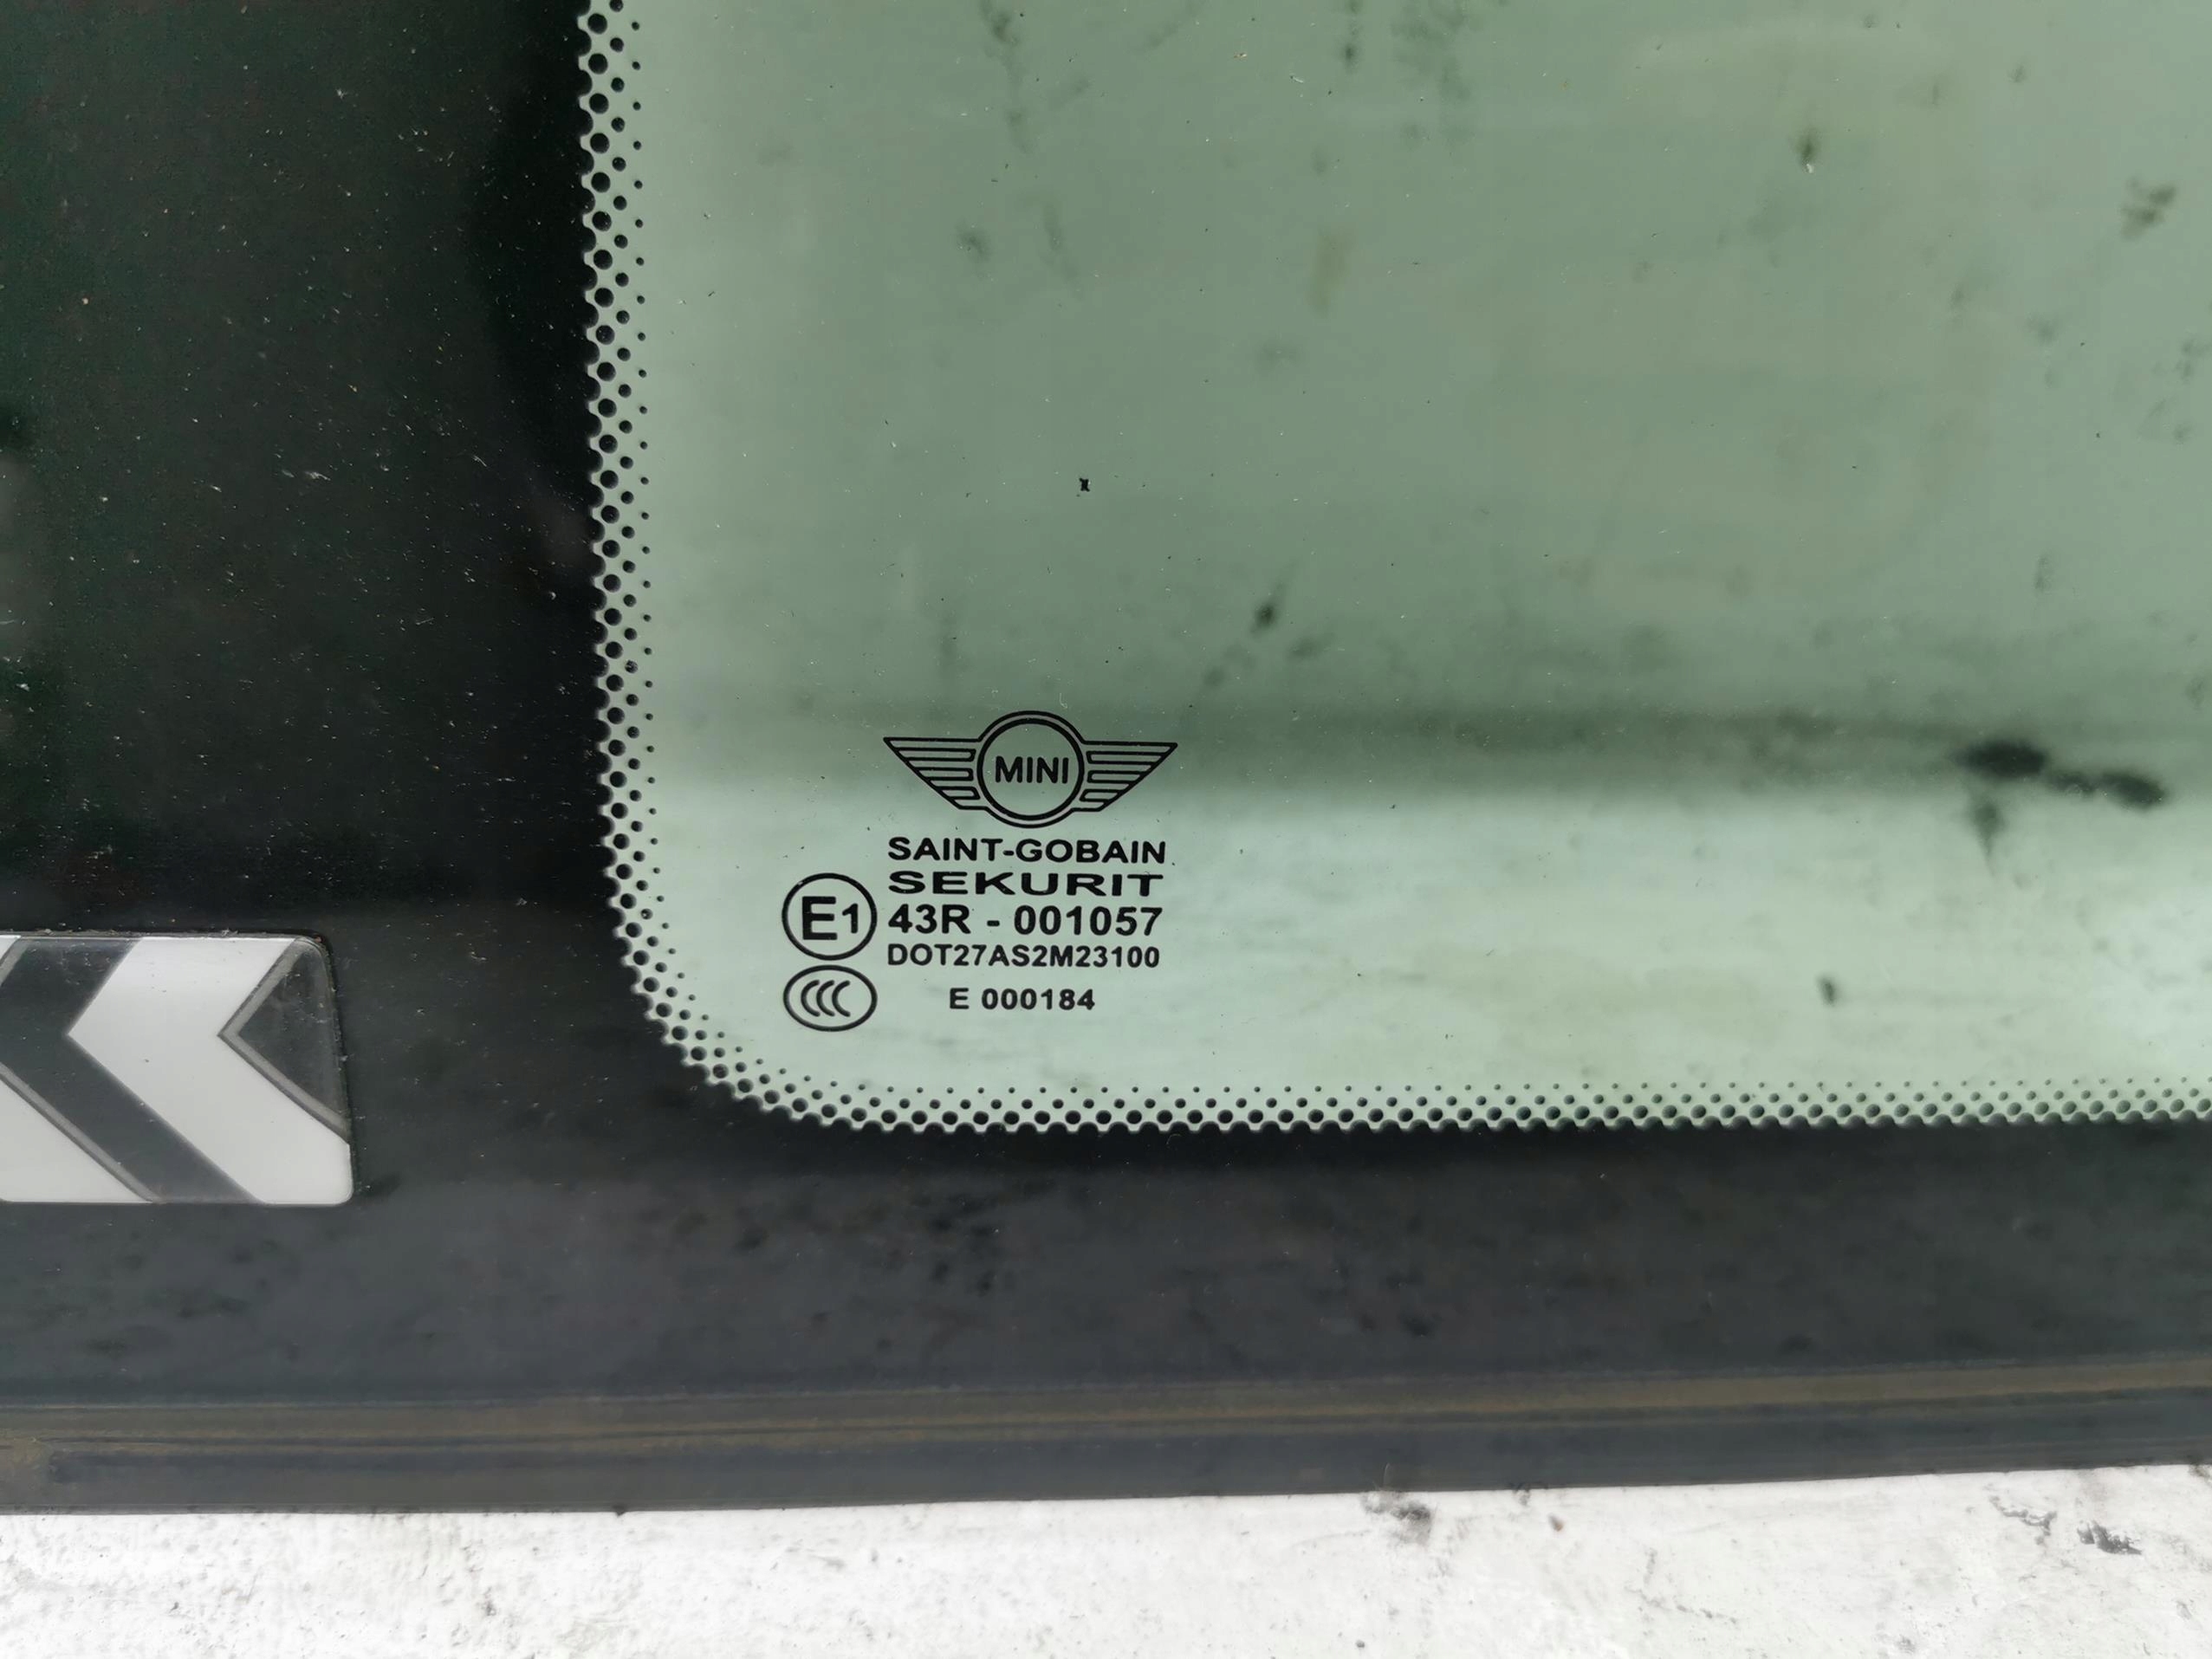 MINI
SAINT-GOBAIN
SEKURIT
E1 43R - 001057
DOT27AS2M23100
CCC E 000184